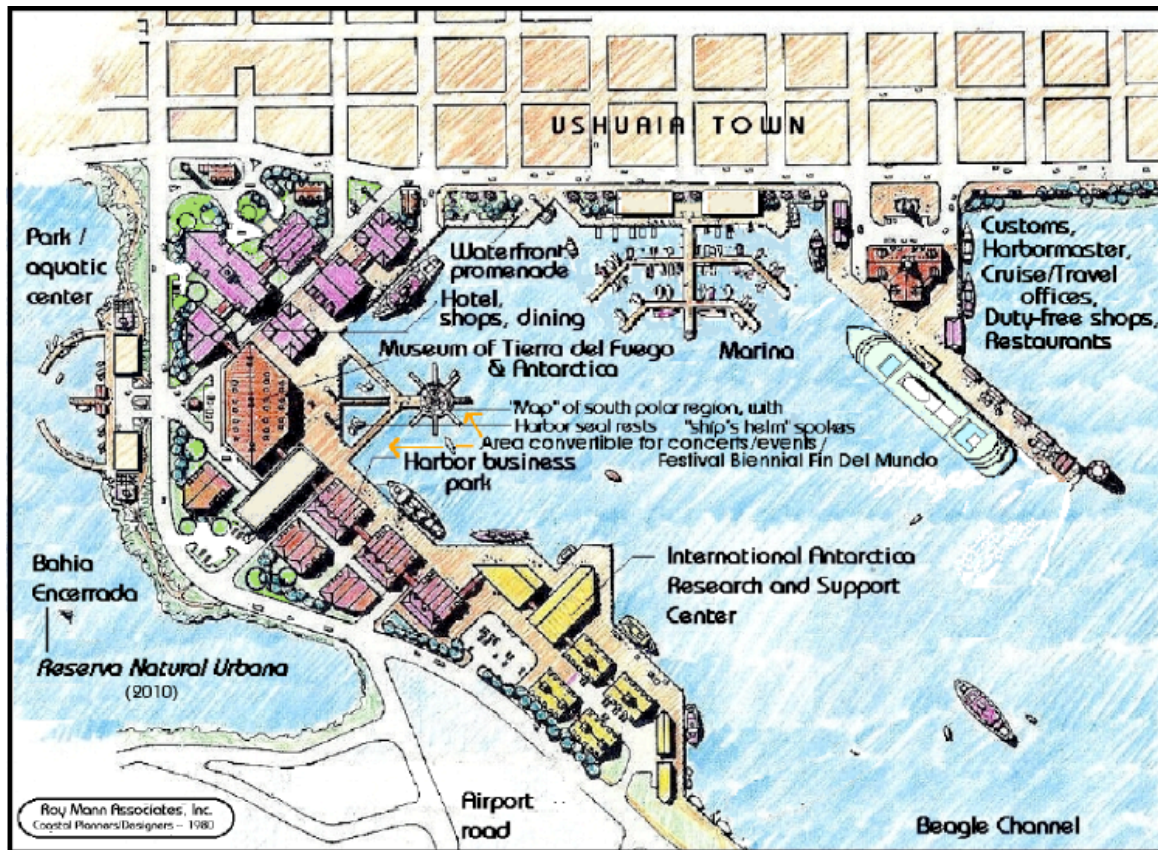 USHUAIA TOWN
Park /
aquatic
center
Waterfront
promenade
Hotel,
shops, dining
Museum of Tierra del Fuego
& Antarctica
Marina
Customs,
Harbormaster,
Cruise/Travel
offices,
Duty-free shops,
Restaurants
"Map" of south polar region, with
Harbor seal rests "ship's helm" spokes
Area convertible for concerts/events/
Festival Biennial Fin Del Mundo
Harbor business
park
International Antarctica
Research and Support
Center
Bahia
Encerrada
Reserva Natural Urbana
(2010)
Airport
road
Beagle Channel
Roy Mann Associates, Inc.
Coastal Planners/Designers -- 1980